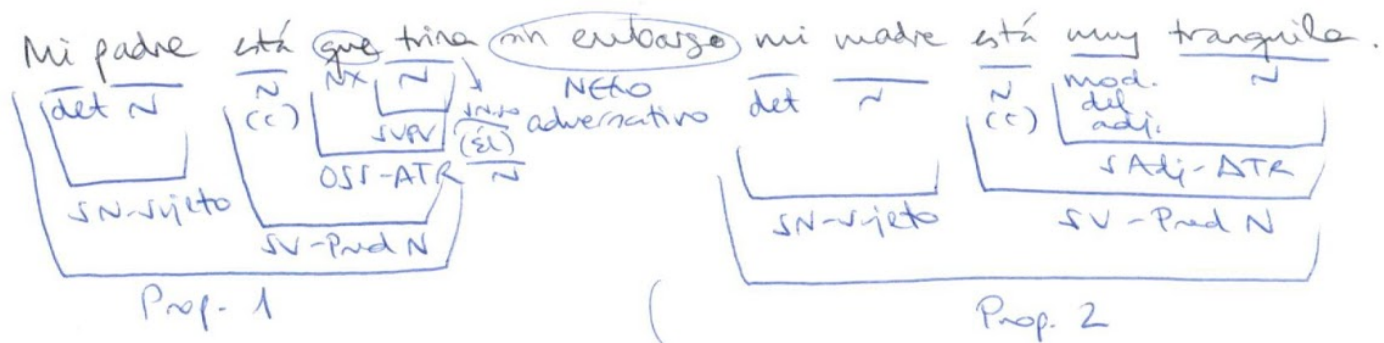 Mi padre está que trina sin embargo mi madre está muy tranquila.
det N N NX N NEXO det N N mod. N
(c) SN-SO adversativo (c) del
SVPV (Él) adj.
OSS-ATR N SAdj-ATR
SN-Sujeto SN-Sujeto SV-Pred N
SV-Pred N
Prop. 1 Prop. 2